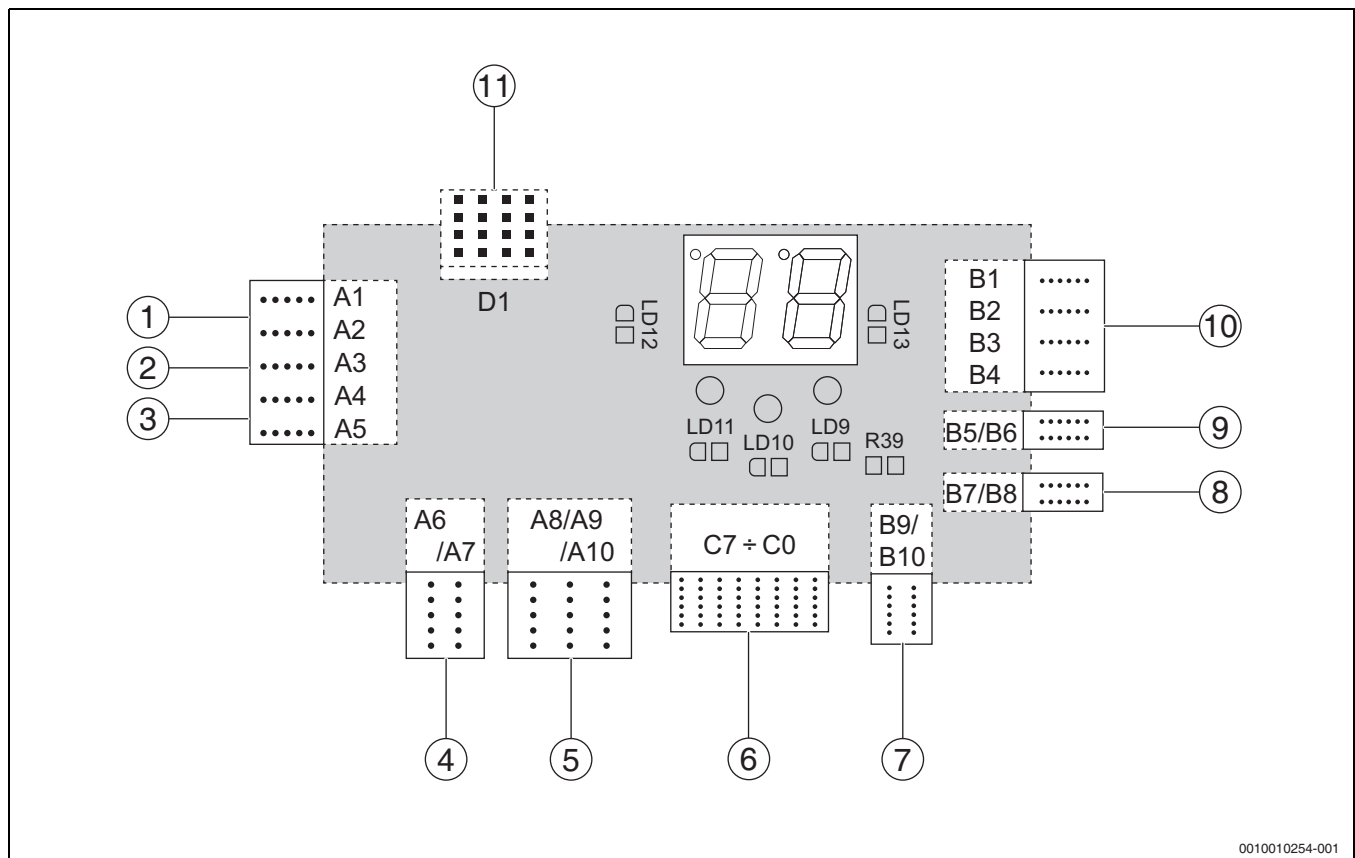 11
D1
LD12
LD13
A1
A2
A3
A4
A5
1
2
3
B1
B2
B3
B4
10
LD11
LD10
LD9
R39
B5/B6
9
B7/B8
8
A6
/A7
A8/A9
/A10
C7 ÷ C0
B9/
B10
4
5
6
7
0010010254-001